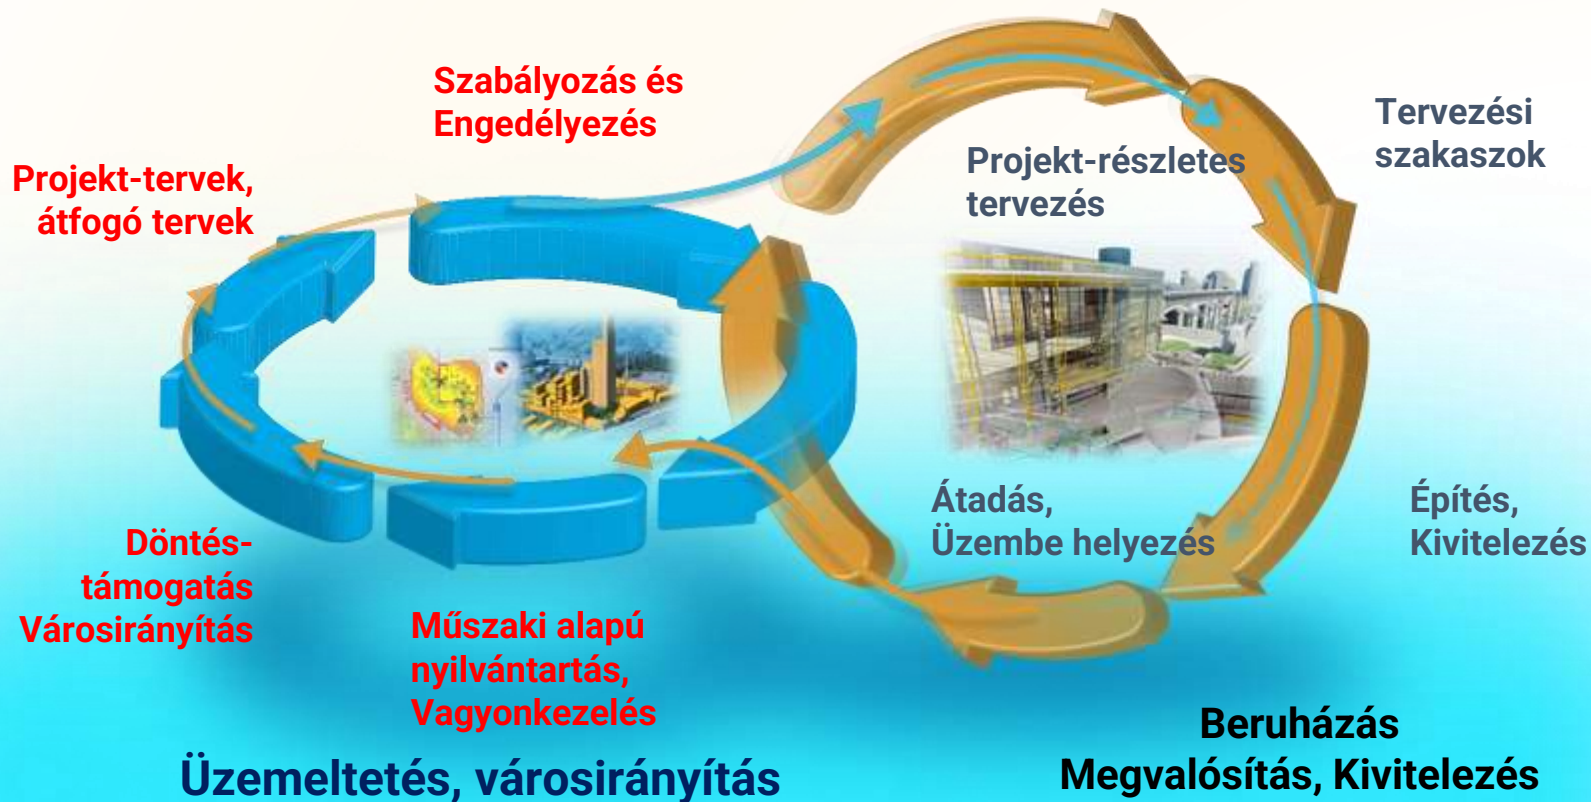 Szabályozás és
Engedélyezés
Projekt-tervek,
átfogó tervek
Tervezési
szakaszok
Projekt-részletes
tervezés
Átadás,
Üzembe helyezés
Építés,
Kivitelezés
Döntés-
támogatás
Városirányítás
Műszaki alapú
nyilvántartás,
Vagyonkezelés
Üzemeltetés, városirányítás
Beruházás
Megvalósítás, Kivitelezés